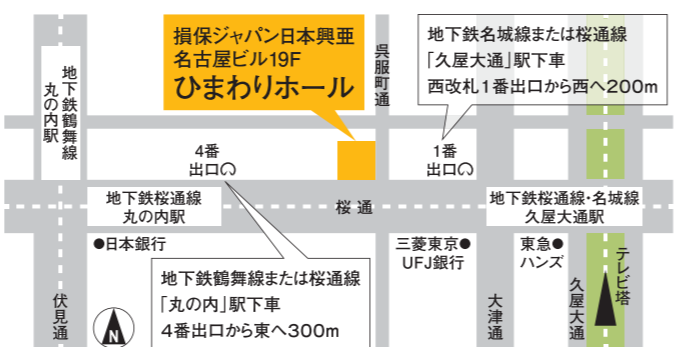 損保ジャパン日本興亜
名古屋ビル19F
ひまわりホール
地下鉄名城線または桜通線
「久屋大通」駅下車
西改札1番出口から西へ200m
呉服町通
地下鉄鶴舞線
丸の内駅
4番
出口
1番
出口
地下鉄桜通線
丸の内駅
桜通
地下鉄桜通線・名城線
久屋大通駅
●日本銀行
三菱東京●
UFJ銀行
東急●
ハンズ
テレビ塔
地下鉄鶴舞線または桜通線
「丸の内」駅下車
4番出口から東へ300m
伏見通
N
大津通
久屋大通